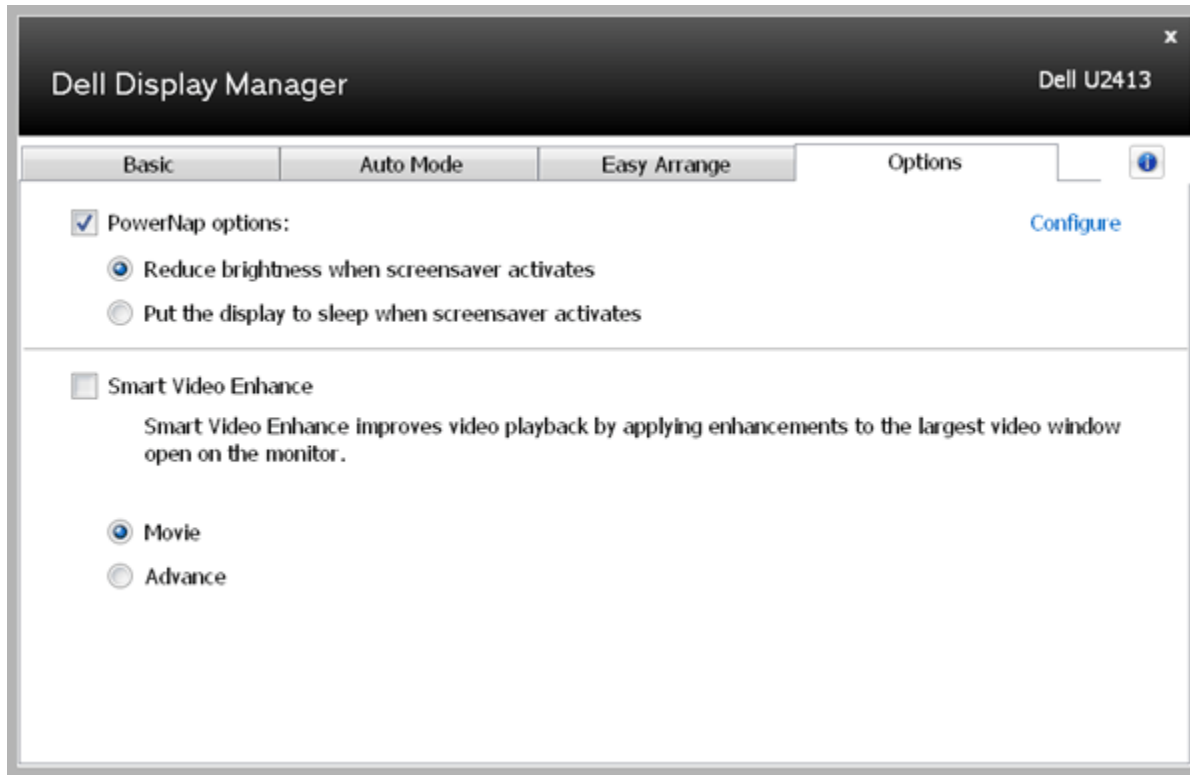 x
Dell Display Manager
Dell U2413
Basic
Auto Mode
Easy Arrange
Options
i
PowerNap options:
Configure
Reduce brightness when screensaver activates
Put the display to sleep when screensaver activates
Smart Video Enhance
Smart Video Enhance improves video playback by applying enhancements to the largest video window
open on the monitor.
Movie
Advance